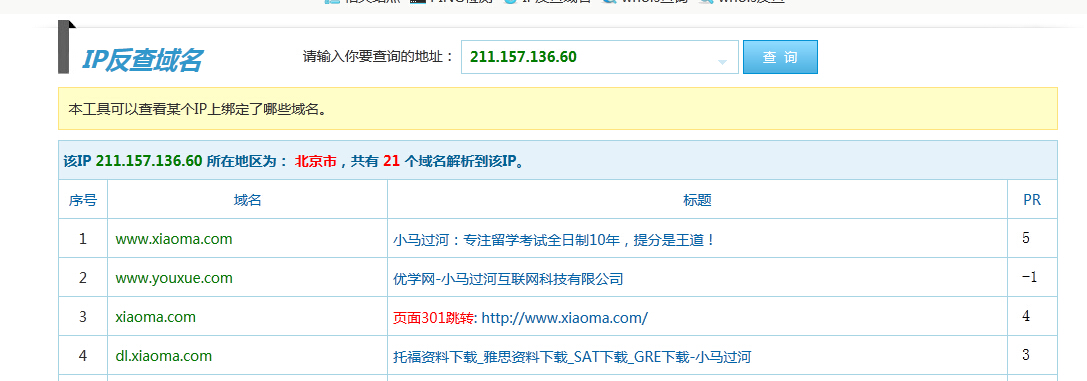 IP反查域名
请输入你要查询的地址： 211.157.136.60 查 询
本工具可以查看某个IP上绑定了哪些域名。
该IP 211.157.136.60 所在地区为： 北京市，共有 21 个域名解析到该IP。
序号 域名 标题 PR
1 www.xiaoma.com 小马过河：专注留学考试全日制10年，提分是王道！ 5
2 www.youxue.com 优学网-小马过河互联网科技有限公司 -1
3 xiaoma.com 页面301跳转: http://www.xiaoma.com/ 4
4 dl.xiaoma.com 托福资料下载_雅思资料下载_SAT下载_GRE下载-小马过河 3